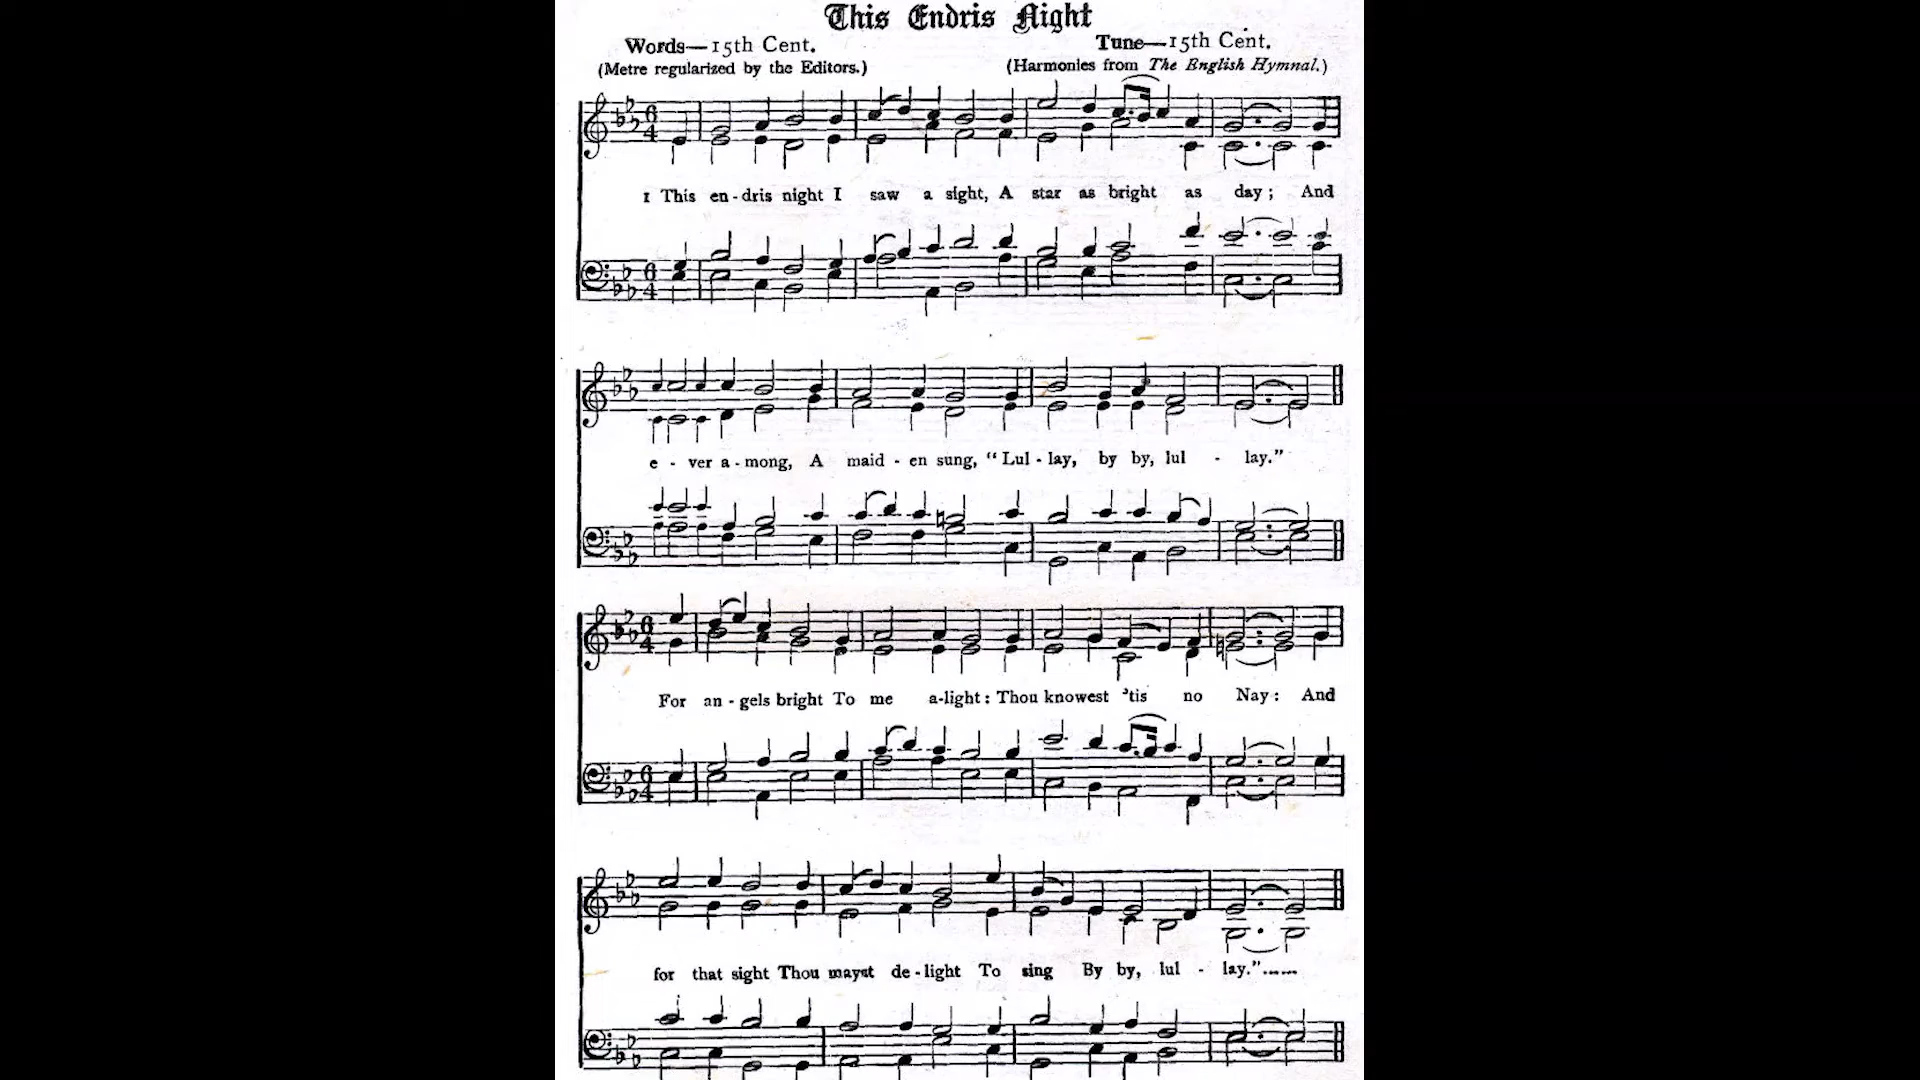 This Endris Night
Words—15th Cent.
Tune—15th Cent.
(Metre regularized by the Editors.)
(Harmonies from The English Hymnal.)
1 This en-dris night I saw a sight, A star as bright as day; And
e - ver a-mong, A maid - en sung, “Lul-lay, by by, lul - lay.”
For an-gels bright To me a-light: Thou knowest 'tis no Nay: And
for that sight Thou mayst de-light To sing By by, lul - lay.”......